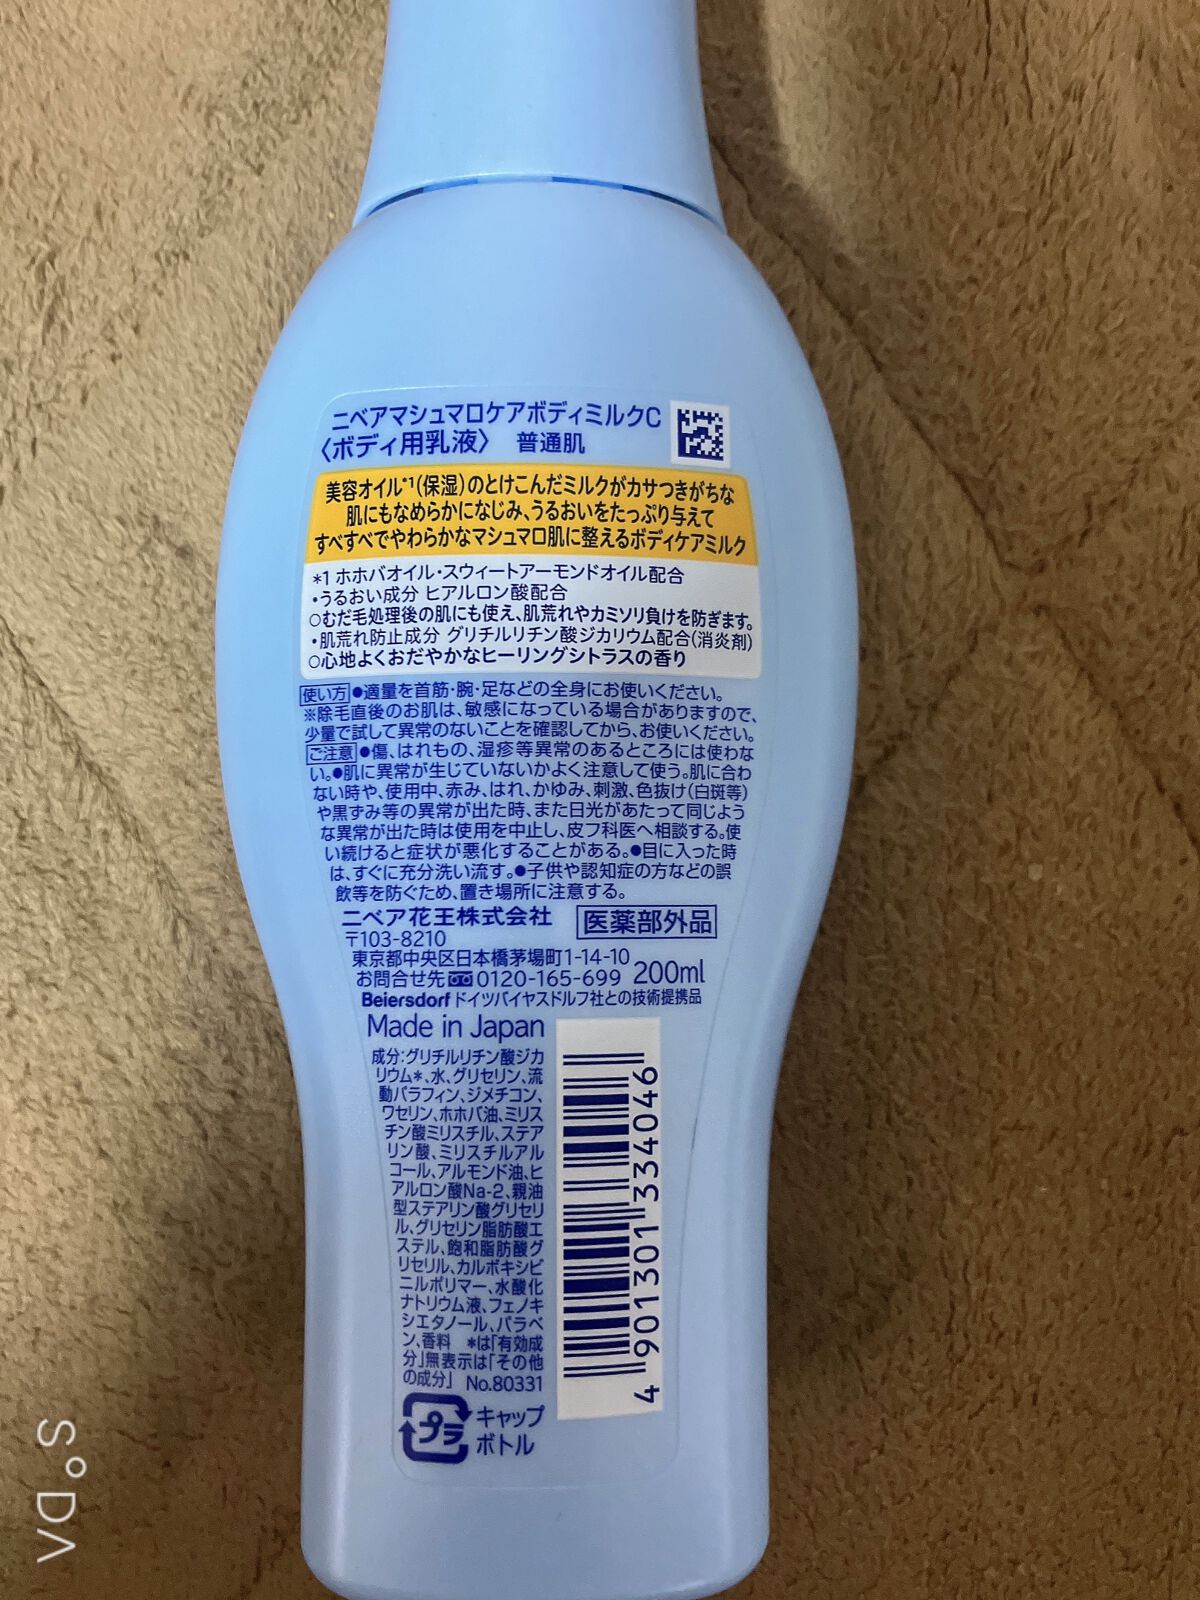 ニベアマシュマロケアボディミルクC
〈ボディ用乳液〉 普通肌
美容オイル*1(保湿)のとけこんだミルクがカサつきがちな
肌にもなめらかになじみ、うるおいをたっぷり与えて
すべすべでやわらかなマシュマロ肌に整えるボディケアミルク
*1 ホホバオイル・スウィートアーモンドオイル配合
・うるおい成分 ヒアルロン酸配合
○むだ毛処理後の肌にも使え、肌荒れやカミソリ負けを防ぎます。
・肌荒れ防止成分 グリチルリチン酸ジカリウム配合(消炎剤)
○心地よくおだやかなヒーリングシトラスの香り
使い方 ●適量を首筋・腕・足などの全身にお使いください。
※除毛直後のお肌は、敏感になっている場合がありますので、
少量で試して異常のないことを確認してから、お使いください。
ご注意 ●傷、はれもの、湿疹等異常のあるところには使わな
い。●肌に異常が生じていないかよく注意して使う。肌に合わ
ない時や、使用中、赤み、はれ、かゆみ、刺激、色抜け(白斑等)
や黒ずみ等の異常が出た時、また日光があたって同じよう
な異常が出た時は使用を中止し、皮フ科医へ相談する。使
い続けると症状が悪化することがある。●目に入った時
は、すぐに充分洗い流す。●子供や認知症の方などの誤
飲等を防ぐため、置き場所に注意する。
ニベア花王株式会社 医薬部外品
〒103-8210
東京都中央区日本橋茅場町1-14-10
お問合せ先 0120-165-699 200ml
Beiersdorf ドイツバイヤスドルフ社との技術提携品
Made in Japan
成分:グリチルリチン酸ジカ
リウム*、水、グリセリン、流
動パラフィン、ジメチコン、
ワセリン、ホホバ油、ミリス
チン酸ミリスチル、ステア
リン酸、ミリスチルアル
コール、アルモンド油、ヒ
アルロン酸Na-2、親油
型ステアリン酸グリセリ
ル、グリセリン脂肪酸エ
ステル、飽和脂肪酸グ
リセリル、カルボキシビ
ニルポリマー、水酸化
ナトリウム液、フェノキ
シエタノール、パラベ
ン、香料 *は「有効成
分」無表示は「その他
の成分」 No.80331
4901301334046
プラ
キャップ
ボトル
SODA